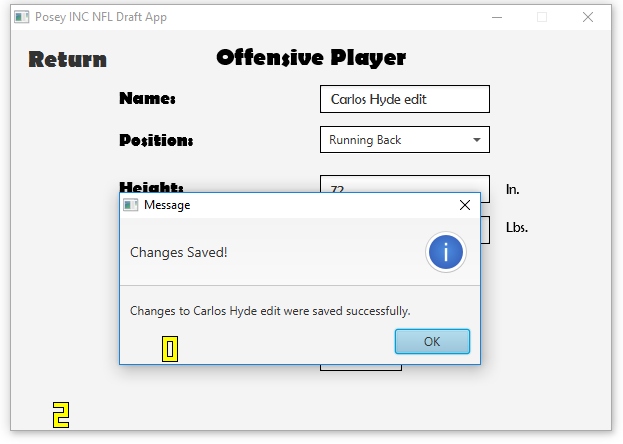 Posey INC NFL Draft App
Return
Offensive Player
Name: Carlos Hyde edit
Position: Running Back
Height: 72 In.
Lbs.
Message
Changes Saved!
Changes to Carlos Hyde edit were saved successfully.
OK
0
2